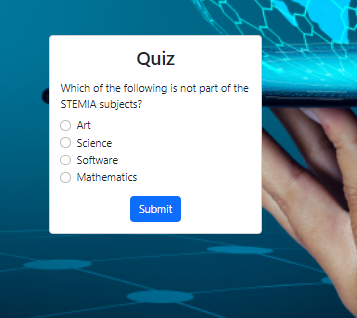 Quiz
Which of the following is not part of the
STEMIA subjects?
Art
Science
Software
Mathematics
Submit